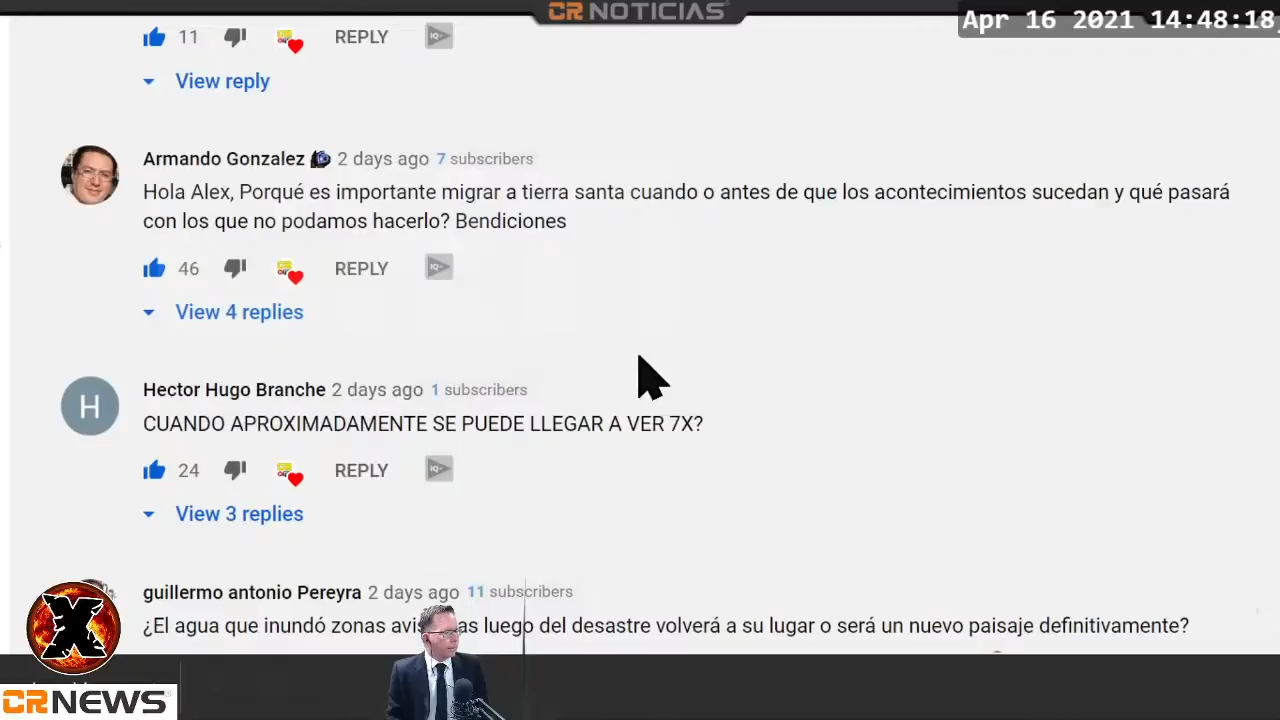 CR NOTICIAS
Apr 16 2021 14:48:18
11 REPLY IQ
View reply
Armando Gonzalez 2 days ago 7 subscribers
Hola Alex, Porqué es importante migrar a tierra santa cuando o antes de que los acontecimientos sucedan y qué pasará
con los que no podamos hacerlo? Bendiciones
46 REPLY IQ
View 4 replies
H
Hector Hugo Branche 2 days ago 1 subscribers
CUANDO APROXIMADAMENTE SE PUEDE LLEGAR A VER 7X?
24 REPLY IQ
View 3 replies
guillermo antonio Pereyra 2 days ago 11 subscribers
¿El agua que inundó zonas luego del desastre volverá a su lugar o será un nuevo paisaje definitivamente?
X
CRNEWS